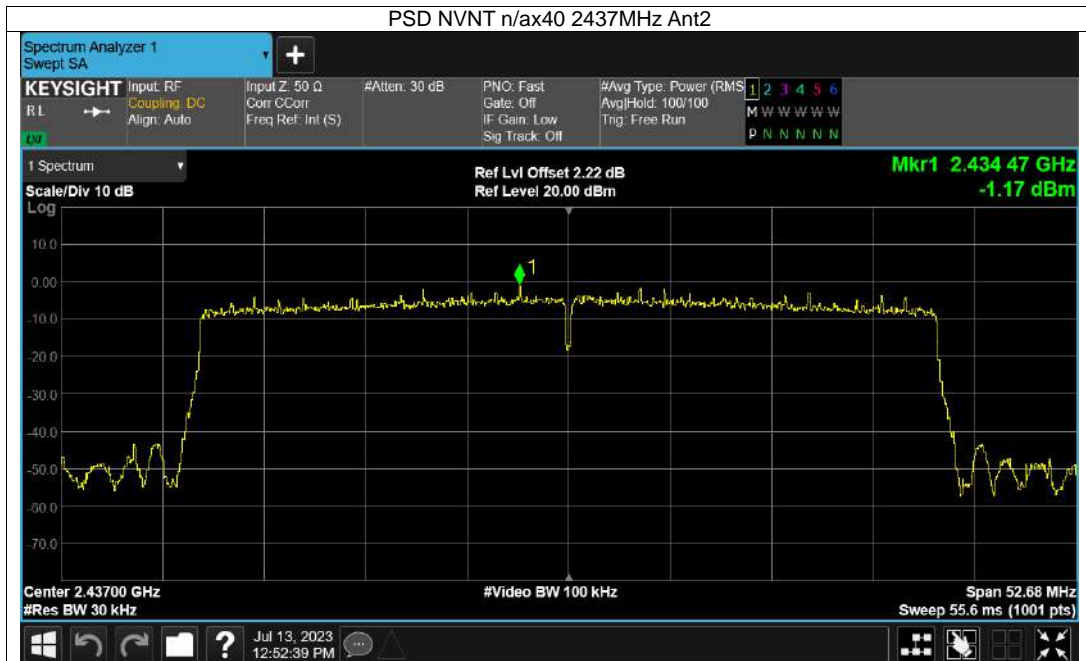 PSD NVNT n/ax40 2437MHz Ant2
Spectrum Analyzer 1
Swept SA
+
KEYSIGHT Input: RF Input Z: 50 Ω #Atten: 30 dB PNO: Fast #Avg Type: Power (RMS 1 2 3 4 5 6
R L Coupling: DC Corr CCorr Gate: Off Avg|Hold: 100/100 M W W W W W
Align: Auto Freq Ref: Int (S) IF Gain: Low Trig: Free Run
LXI Sig Track: Off P N N N N N
1 Spectrum Ref Lvl Offset 2.22 dB Mkr1 2.434 47 GHz
Scale/Div 10 dB Ref Level 20.00 dBm -1.17 dBm
Log
10.0
1
0.00
-10.0
-20.0
-30.0
-40.0
-50.0
-60.0
-70.0
Center 2.43700 GHz #Video BW 100 kHz Span 52.68 MHz
#Res BW 30 kHz Sweep 55.6 ms (1001 pts)
? Jul 13, 2023
12:52:39 PM